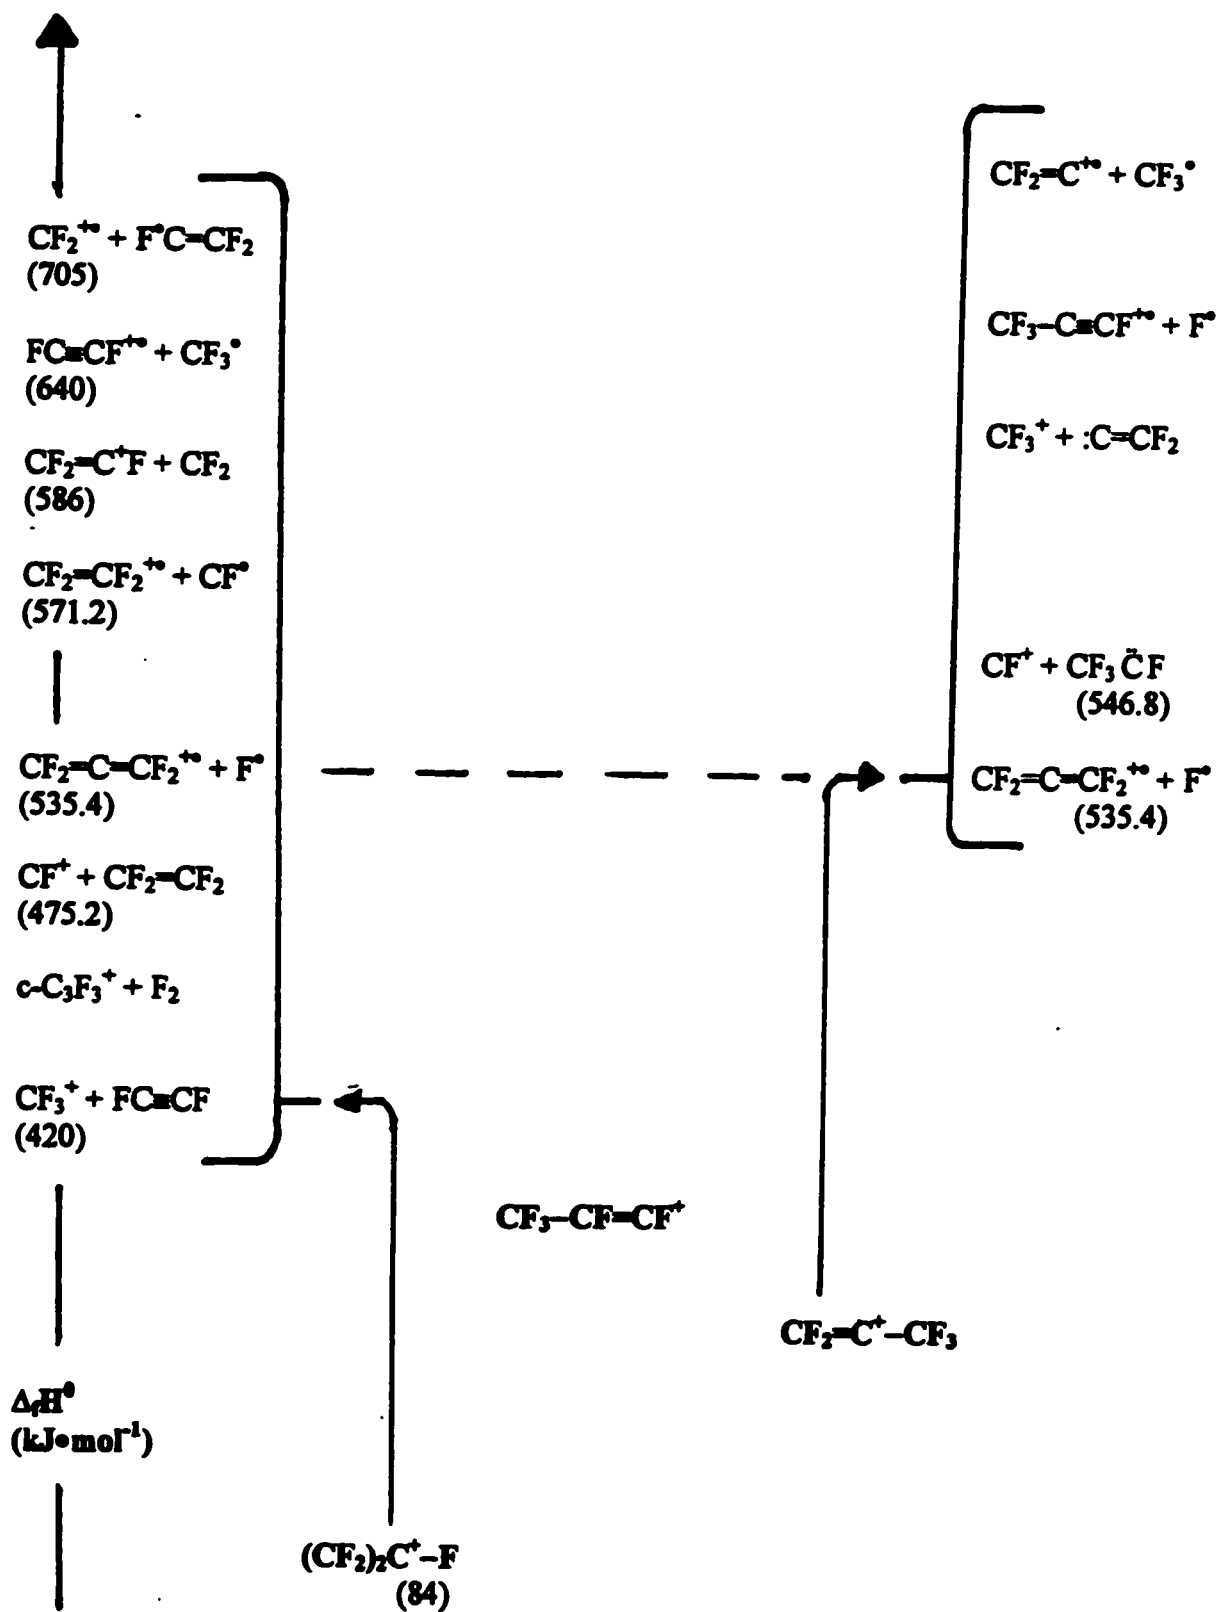 CF₂⁺• + F•C=CF₂
(705)
FC≡CF⁺• + CF₃•
(640)
CF₂=C⁺F + CF₂
(586)
CF₂=CF₂⁺• + CF•
(571.2)
CF₂=C=CF₂⁺• + F•
(535.4)
CF⁺ + CF₂=CF₂
(475.2)
c-C₃F₃⁺ + F₂
CF₃⁺ + FC≡CF
(420)
ΔfH⁰
(kJ•mol⁻¹)
(CF₂)₂C⁺–F
(84)
CF₃–CF=CF⁺
CF₂=C⁺–CF₃
CF₂=C⁺• + CF₃•
CF₃–C≡CF⁺• + F•
CF₃⁺ + :C=CF₂
CF⁺ + CF₃C̈F
(546.8)
CF₂=C=CF₂⁺• + F•
(535.4)